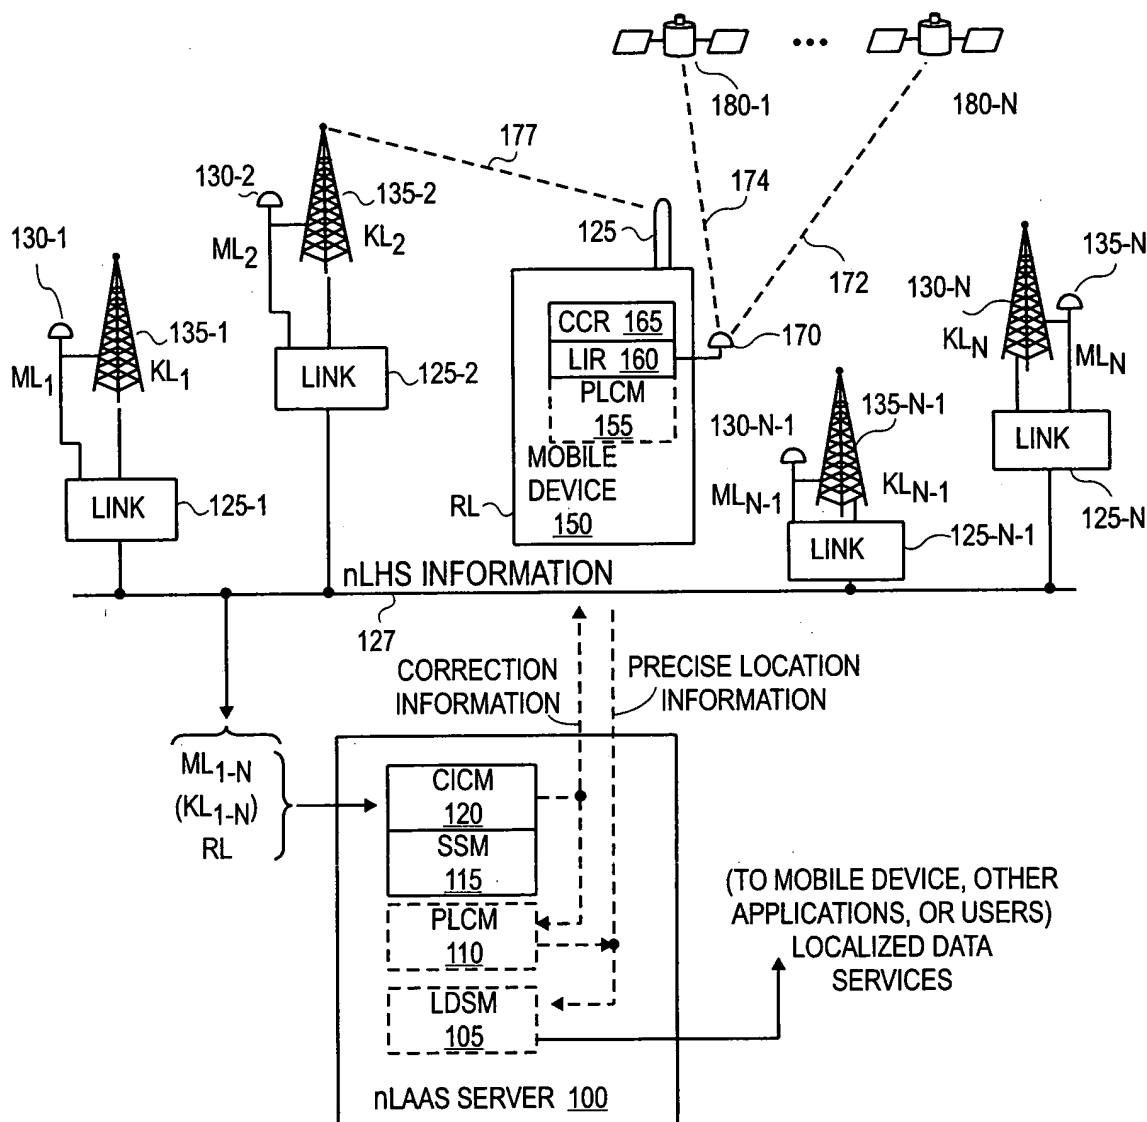 180-1
180-N
177
130-2
135-2
174
125
ML2
KL2
172
130-1
135-N
130-N
135-1
CCR 165
170
KLN
MLN
ML1
KL1
LINK
125-2
LIR 160
PLCM
155
130-N-1
135-N-1
LINK
MOBILE
DEVICE
150
RL
MLN-1
KLN-1
LINK
125-1
125-N
LINK
125-N-1
nLHS INFORMATION
127
CORRECTION
INFORMATION
PRECISE LOCATION
INFORMATION
ML1-N
(KL1-N)
RL
CICM
120
SSM
115
PLCM
110
LDSM
105
(TO MOBILE DEVICE, OTHER
APPLICATIONS, OR USERS)
LOCALIZED DATA
SERVICES
nLAAS SERVER 100